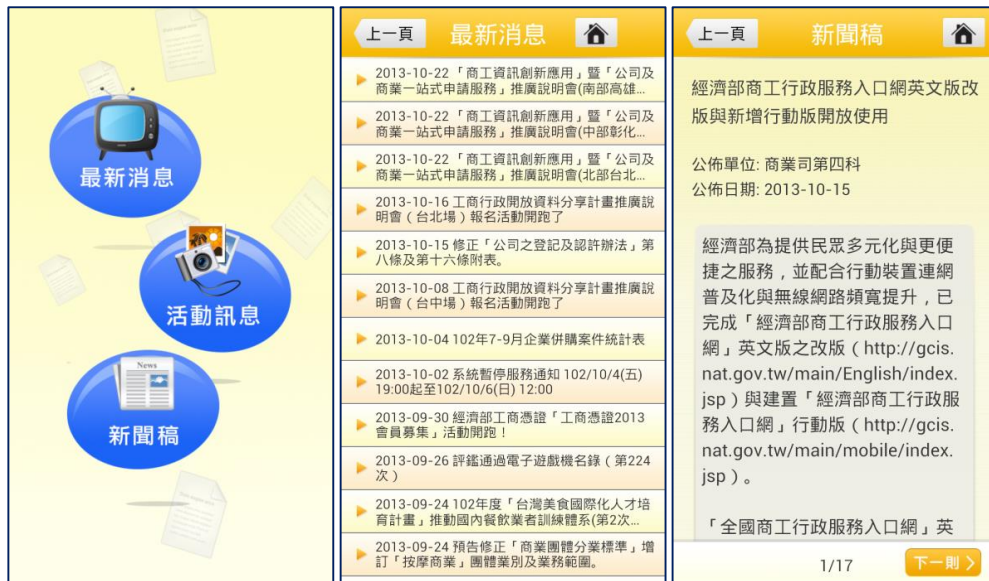 最新消息
活動訊息
News
新聞稿
上一頁
最新消息
2013-10-22「商工資訊創新應用」暨「公司及
商業一站式申請服務」推廣說明會(南部高雄...
2013-10-22「商工資訊創新應用」暨「公司及
商業一站式申請服務」推廣說明會(中部彰化...
2013-10-22「商工資訊創新應用」暨「公司及
商業一站式申請服務」推廣說明會(北部台北...
2013-10-16 工商行政開放資料分享計畫推廣說
明會（台北場）報名活動開跑了
2013-10-15 修正「公司之登記及認許辦法」第
八條及第十六條附表。
2013-10-08 工商行政開放資料分享計畫推廣說
明會（台中場）報名活動開跑了
2013-10-04 102年7-9月企業併購案件統計表
2013-10-02 系統暫停服務通知 102/10/4(五)
19:00起至102/10/6(日) 12:00
2013-09-30 經濟部工商憑證「工商憑證2013
會員募集」活動開跑！
2013-09-26 評鑑通過電子遊戲機名錄（第224
次）
2013-09-24 102年度「台灣美食國際化人才培
育計畫」推動國內餐飲業者訓練體系(第2次...
2013-09-24 預告修正「商業團體分業標準」增
訂「按摩商業」團體業別及業務範圍。
上一頁
新聞稿
經濟部商工行政服務入口網英文版改
版與新增行動版開放使用
公佈單位: 商業司第四科
公佈日期: 2013-10-15
經濟部為提供民眾多元化與更便
捷之服務，並配合行動裝置連網
普及化與無線網路頻寬提升，已
完成「經濟部商工行政服務入口
網」英文版之改版（http://gcis.
nat.gov.tw/main/English/index.
jsp）與建置「經濟部商工行政服
務入口網」行動版（http://gcis.
nat.gov.tw/main/mobile/index.
jsp）。
「全國商工行政服務入口網」英
1/17
下一則